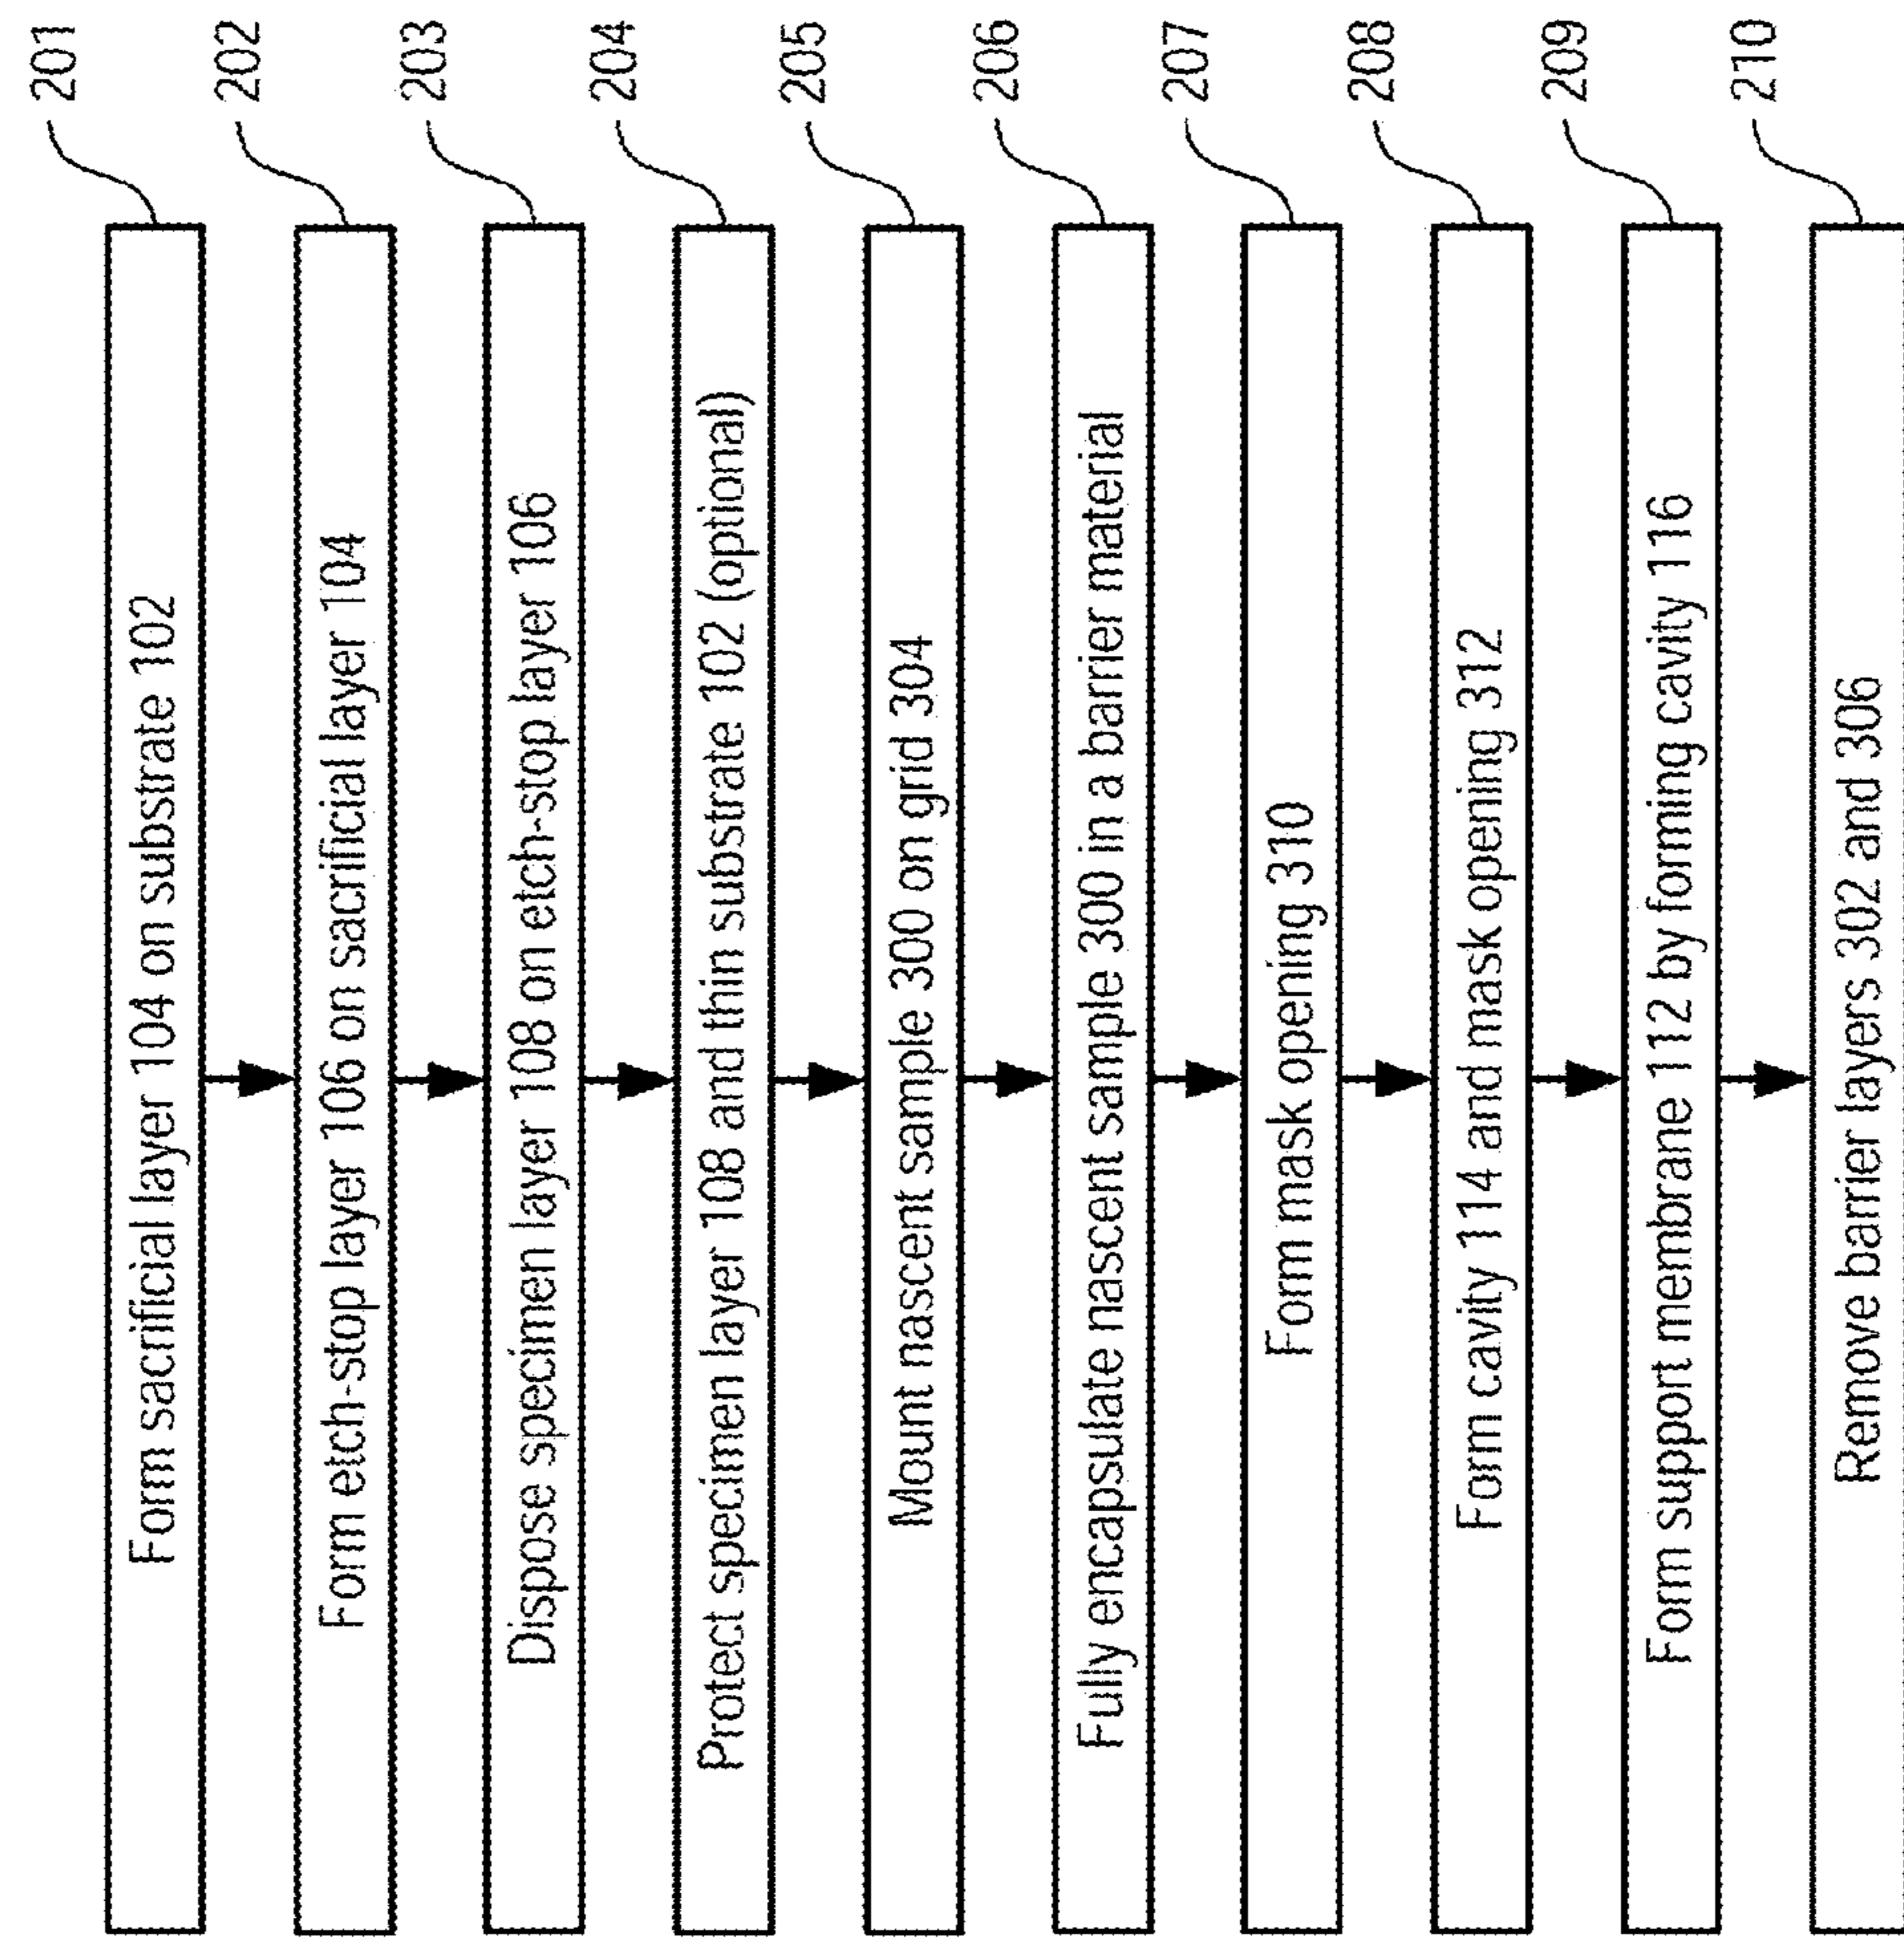 201
Form sacrificial layer 104 on substrate 102
202
Form etch-stop layer 106 on sacrificial layer 104
203
Dispose specimen layer 108 on etch-stop layer 106
204
Protect specimen layer 108 and thin substrate 102 (optional)
205
Mount nascent sample 300 on grid 304
206
Fully encapsulate nascent sample 300 in a barrier material
207
Form mask opening 310
208
Form cavity 114 and mask opening 312
209
Form support membrane 112 by forming cavity 116
210
Remove barrier layers 302 and 306